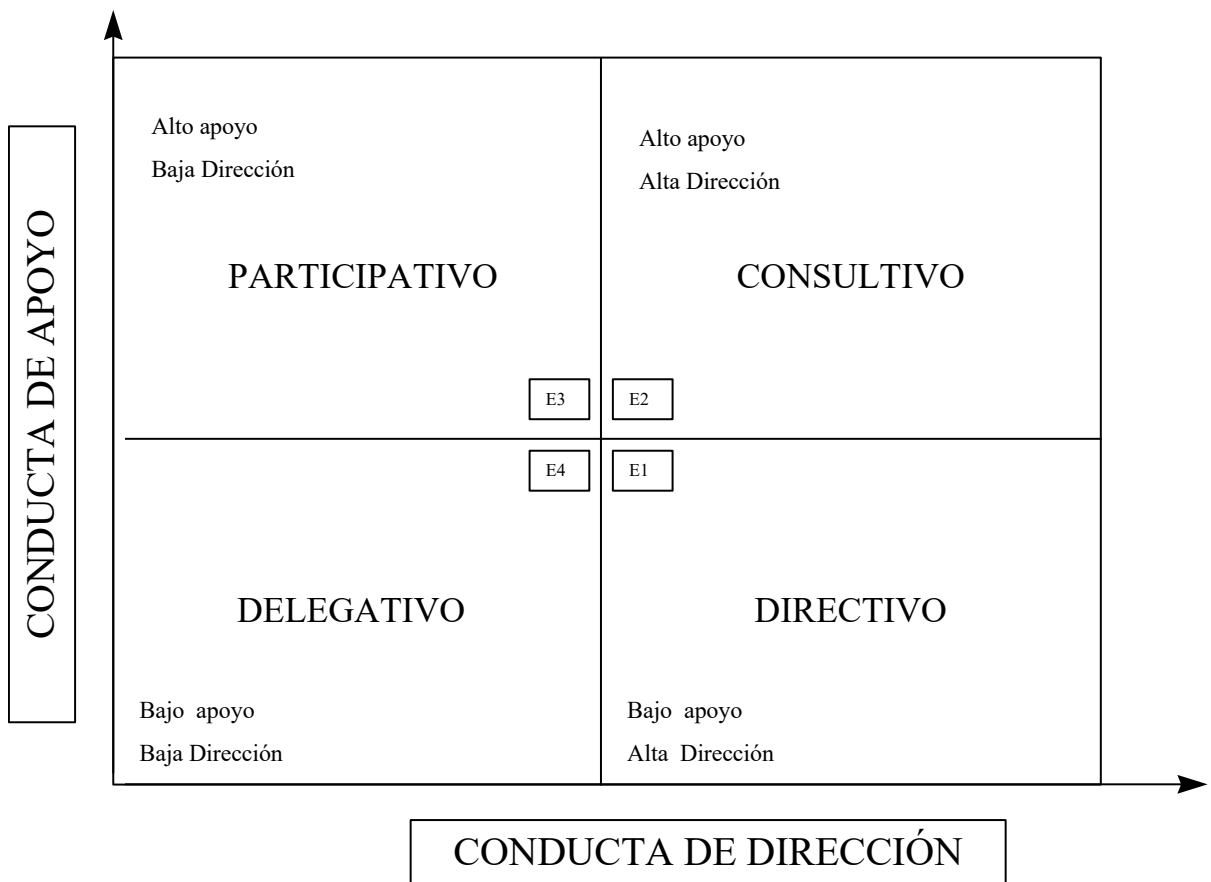 CONDUCTA DE APOYO
Alto apoyo
Baja Dirección
PARTICIPATIVO
E3
Alto apoyo
Alta Dirección
CONSULTIVO
E2
E4
DELEGATIVO
Bajo apoyo
Baja Dirección
E1
DIRECTIVO
Bajo apoyo
Alta Dirección
CONDUCTA DE DIRECCIÓN